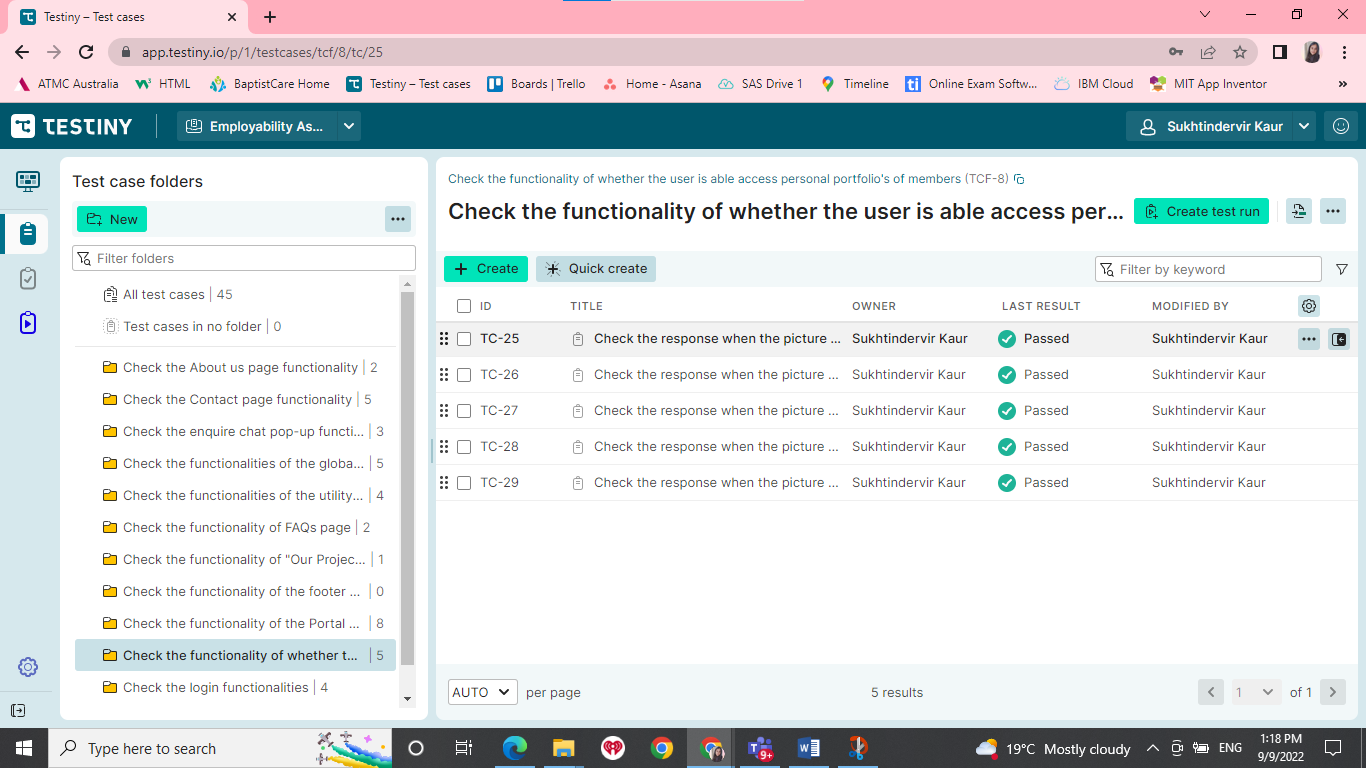 Testiny – Test cases
app.testiny.io/p/1/testcases/tcf/8/tc/25
ATMC Australia HTML BaptistCare Home Testiny – Test cases Boards | Trello Home - Asana SAS Drive 1 Timeline Online Exam Softw... IBM Cloud MIT App Inventor »
TESTINY Employability As... Sukhtindervir Kaur
Test case folders
New
Filter folders
All test cases | 45
Test cases in no folder | 0
Check the About us page functionality | 2
Check the Contact page functionality | 5
Check the enquire chat pop-up functi... | 3
Check the functionalities of the globa... | 5
Check the functionalities of the utility... | 4
Check the functionality of FAQs page | 2
Check the functionality of "Our Projec... | 1
Check the functionality of the footer ... | 0
Check the functionality of the Portal ... | 8
Check the functionality of whether t... | 5
Check the login functionalities | 4
Check the functionality of whether the user is able access personal portfolio's of members (TCF-8)
Check the functionality of whether the user is able access per... Create test run
Create Quick create Filter by keyword
ID TITLE OWNER LAST RESULT MODIFIED BY
TC-25 Check the response when the picture ... Sukhtindervir Kaur Passed Sukhtindervir Kaur
TC-26 Check the response when the picture ... Sukhtindervir Kaur Passed Sukhtindervir Kaur
TC-27 Check the response when the picture ... Sukhtindervir Kaur Passed Sukhtindervir Kaur
TC-28 Check the response when the picture ... Sukhtindervir Kaur Passed Sukhtindervir Kaur
TC-29 Check the response when the picture ... Sukhtindervir Kaur Passed Sukhtindervir Kaur
AUTO per page 5 results 1 of 1
Type here to search 9+ 19°C Mostly cloudy ENG
1:18 PM
9/9/2022